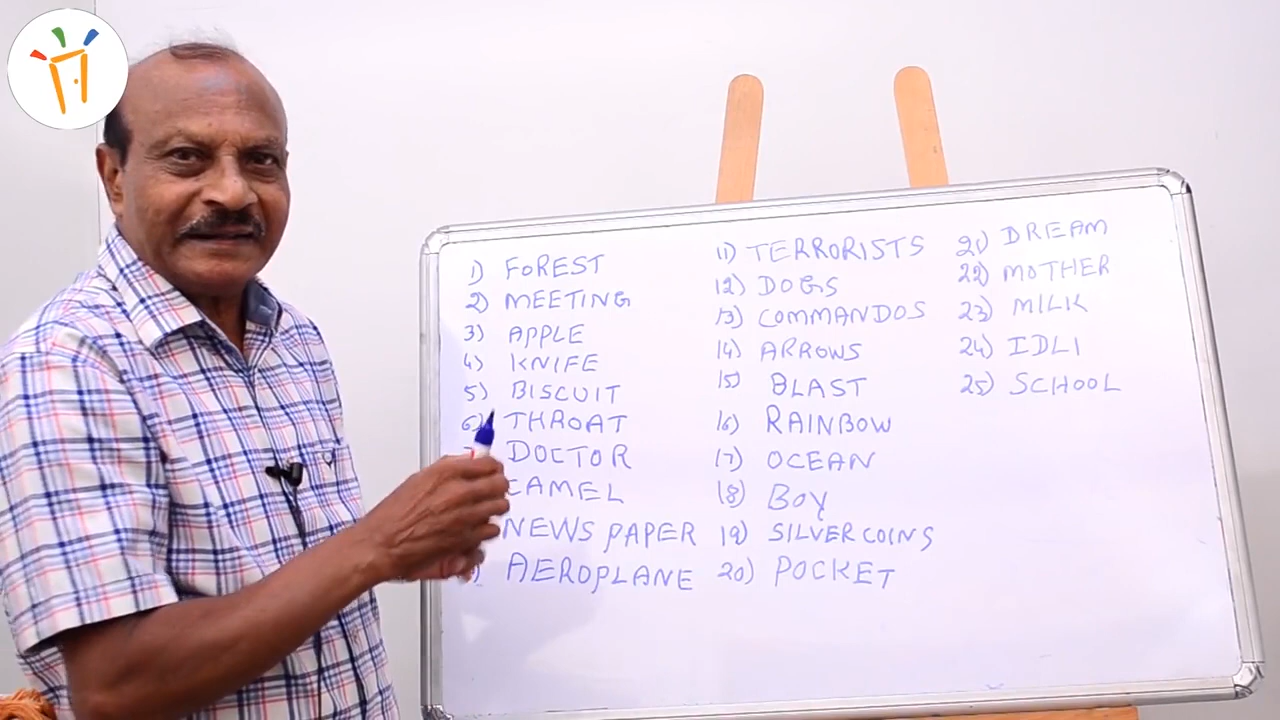 1) FOREST
2) MEETING
3) APPLE
4) KNIFE
5) BISCUIT
6) THROAT
DOCTOR
CAMEL
NEWS PAPER
AEROPLANE
11) TERRORISTS
12) DOGS
13) COMMANDOS
14) ARROWS
15) BLAST
16) RAINBOW
17) OCEAN
18) BOY
19) SILVER COINS
20) POCKET
21) DREAM
22) MOTHER
23) MILK
24) IDLI
25) SCHOOL